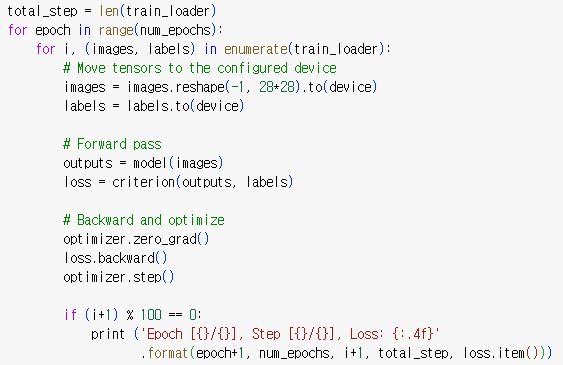 total_step = len(train_loader)
for epoch in range(num_epochs):
    for i, (images, labels) in enumerate(train_loader):
        # Move tensors to the configured device
        images = images.reshape(-1, 28*28).to(device)
        labels = labels.to(device)

        # Forward pass
        outputs = model(images)
        loss = criterion(outputs, labels)

        # Backward and optimize
        optimizer.zero_grad()
        loss.backward()
        optimizer.step()

        if (i+1) % 100 == 0:
            print ('Epoch [{}/{}], Step [{}/{}], Loss: {:.4f}'
                   .format(epoch+1, num_epochs, i+1, total_step, loss.item()))